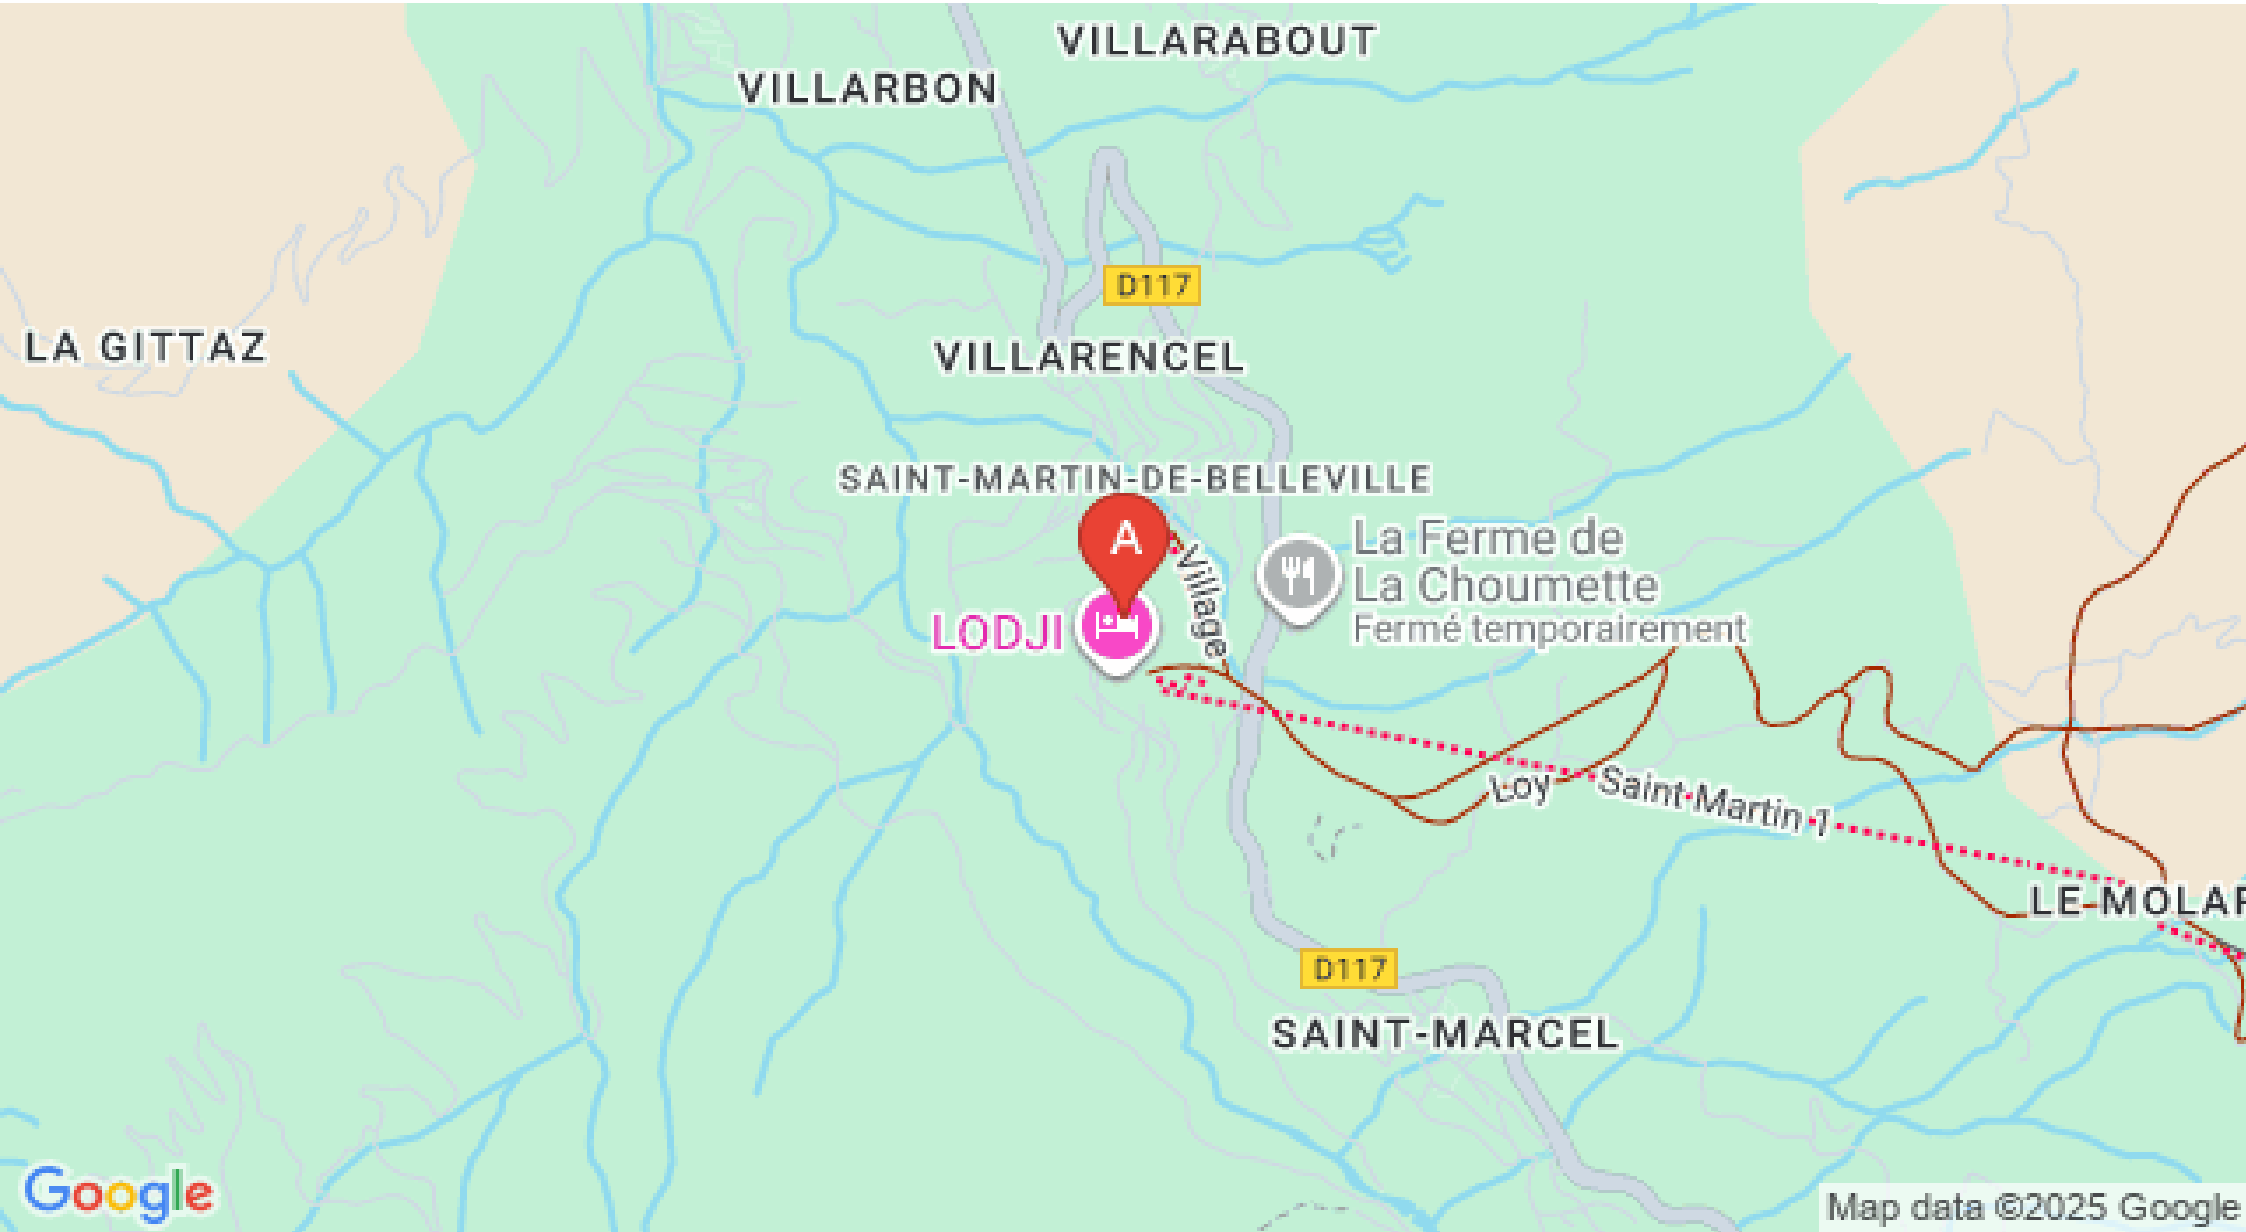 VILLARABOUT
VILLARBON
D117
LA GITTAZ
VILLARENCEL
SAINT-MARTIN-DE-BELLEVILLE
A
Village
La Ferme de
La Choumette
Fermé temporairement
LODJI
Loy
Saint Martin 1
LE MOLAR
D117
SAINT-MARCEL
Google
Map data ©2025 Google